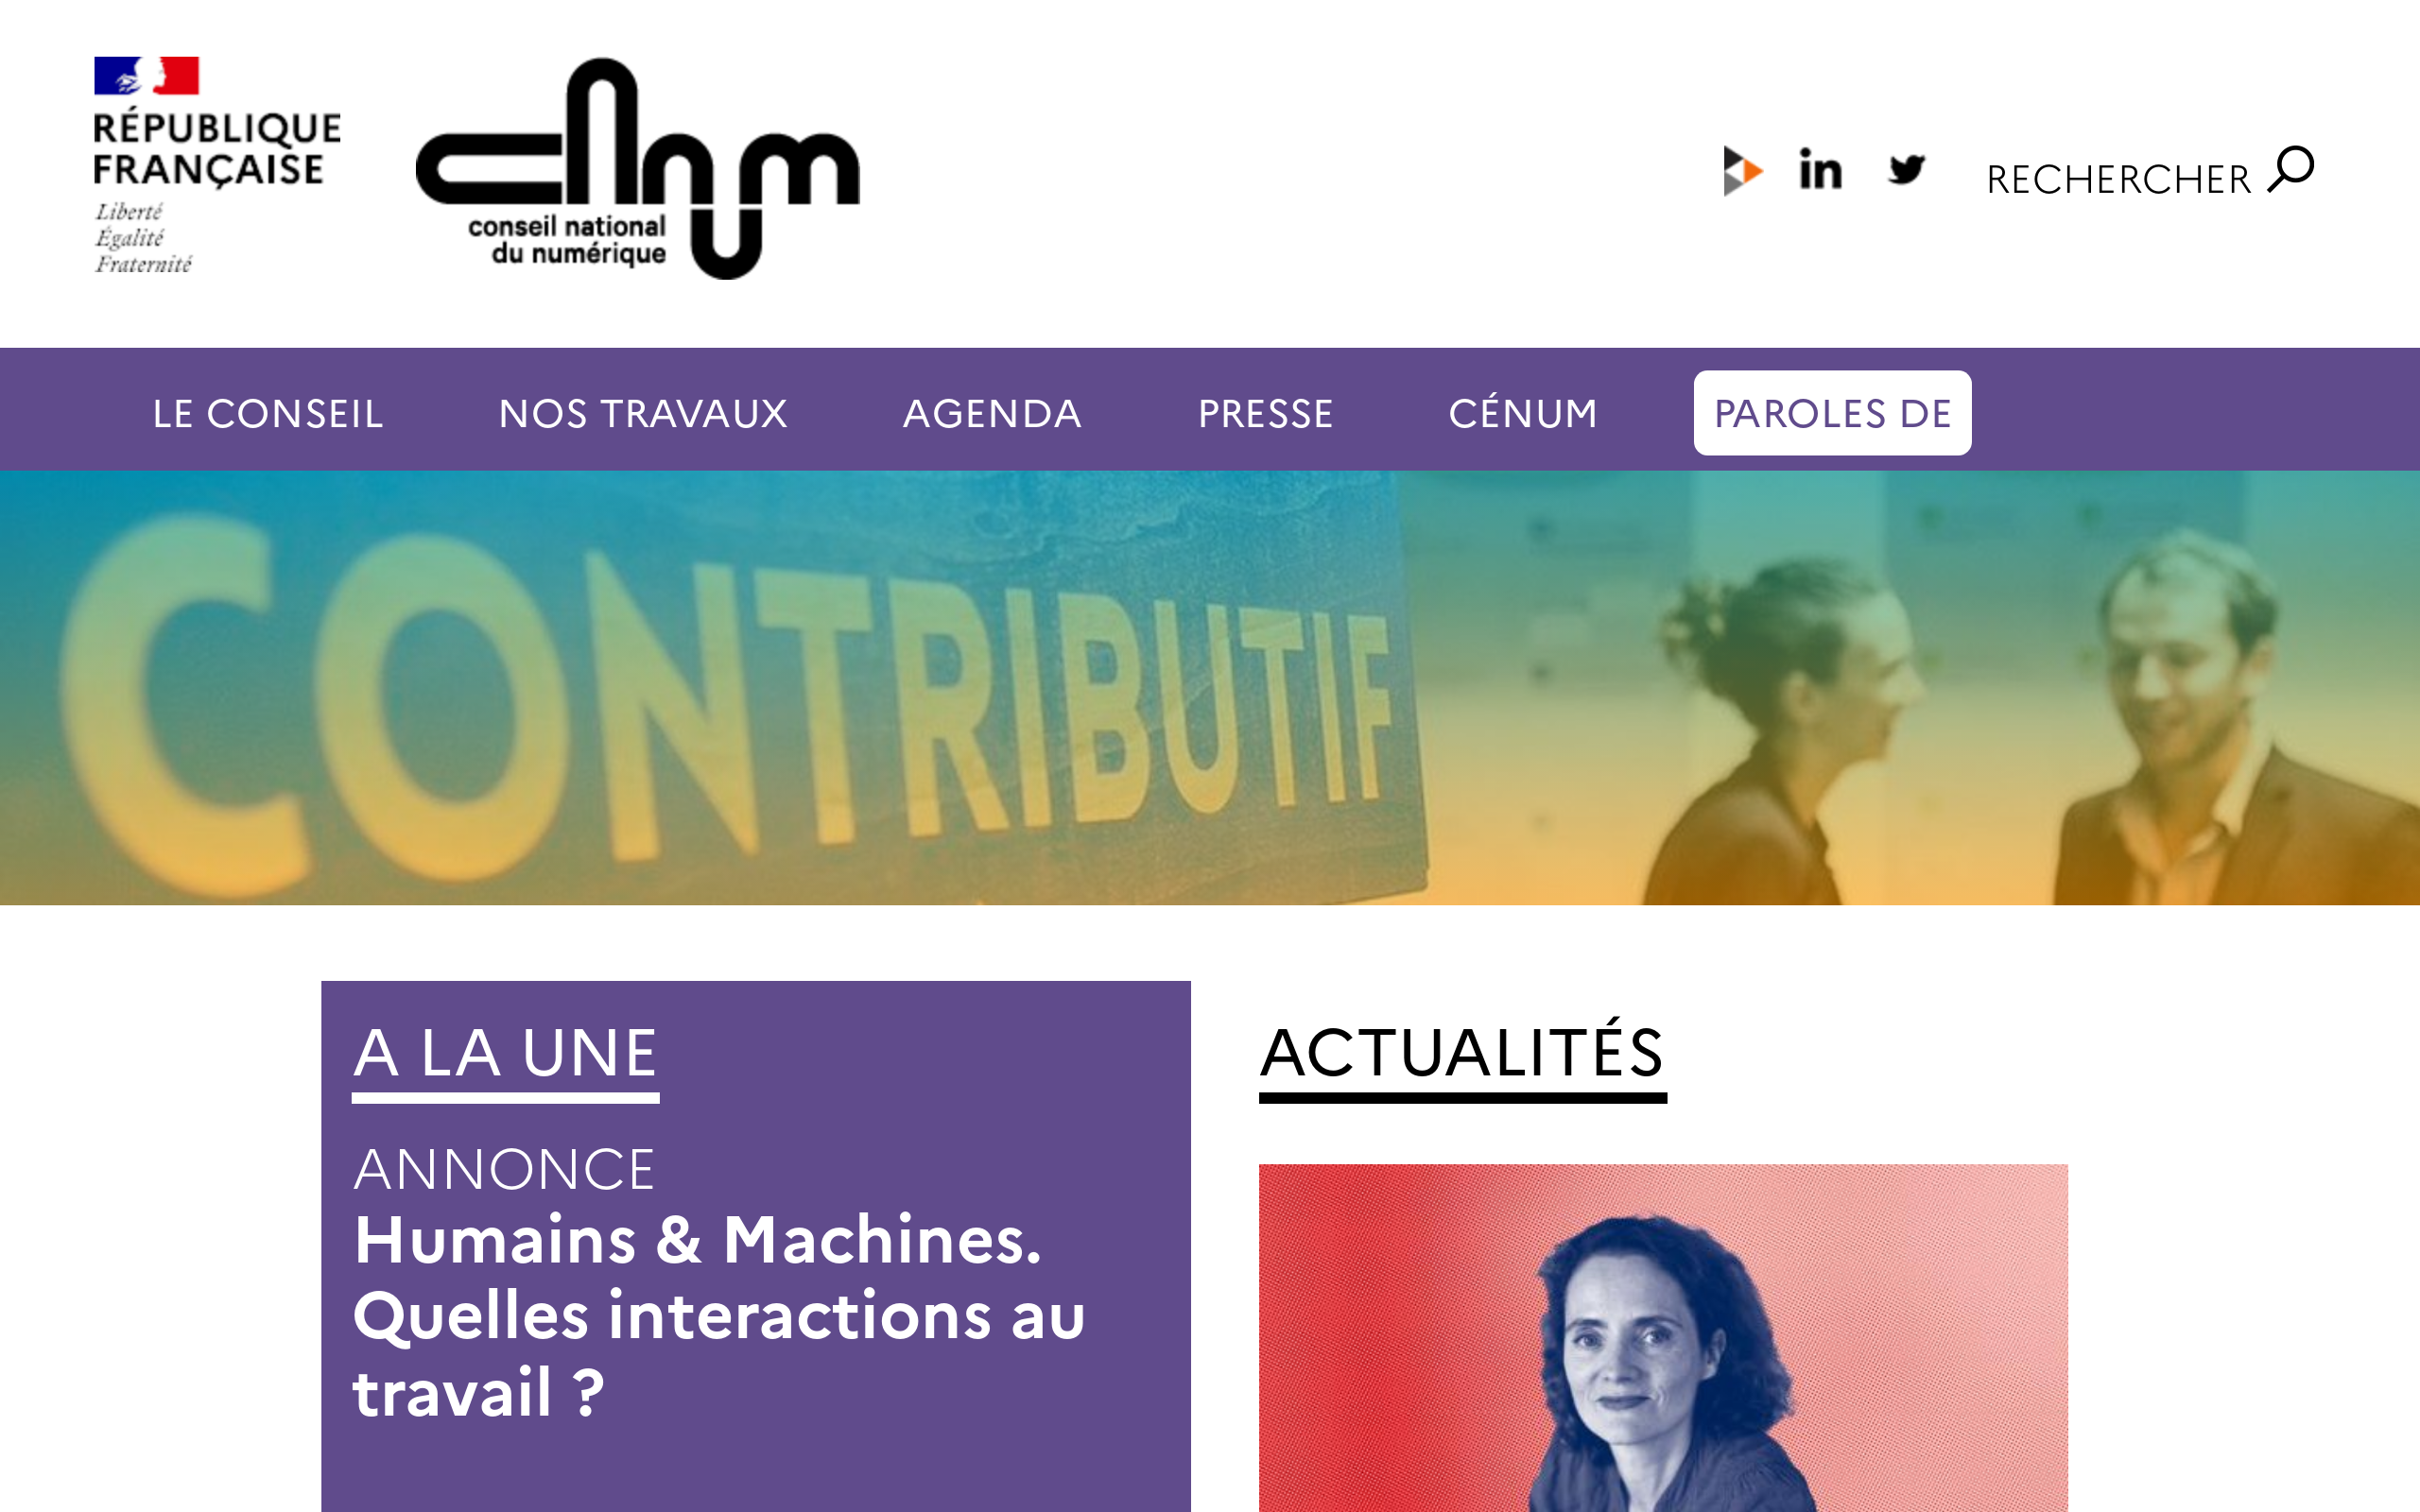 RÉPUBLIQUE
FRANÇAISE
Liberté
Égalité
Fraternité
cnnum
conseil national
du numérique
in
RECHERCHER
LE CONSEIL
NOS TRAVAUX
AGENDA
PRESSE
CÉNUM
PAROLES DE
CONTRIBUTIF
A LA UNE
ANNONCE
Humains & Machines.
Quelles interactions au
travail ?
ACTUALITÉS